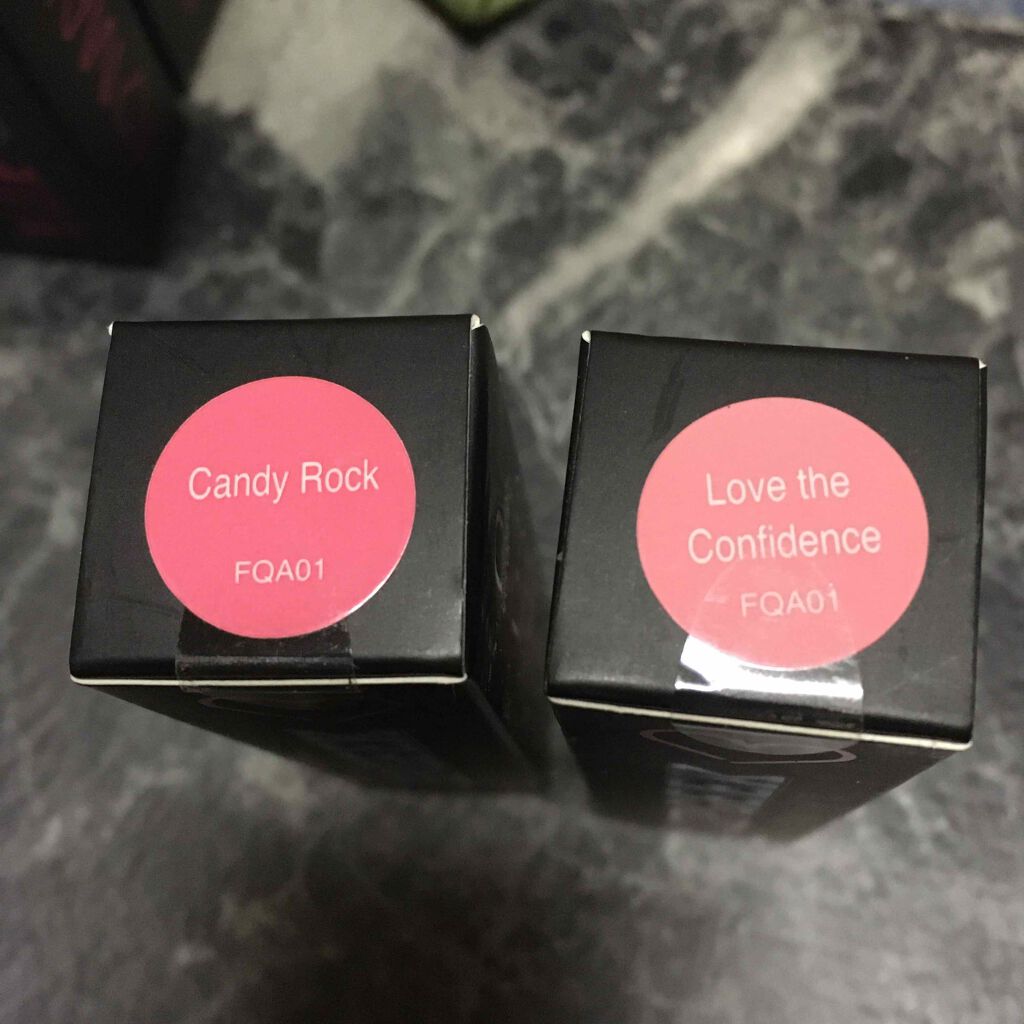 Candy Rock
FQA01
Love the
Confidence
FQA01